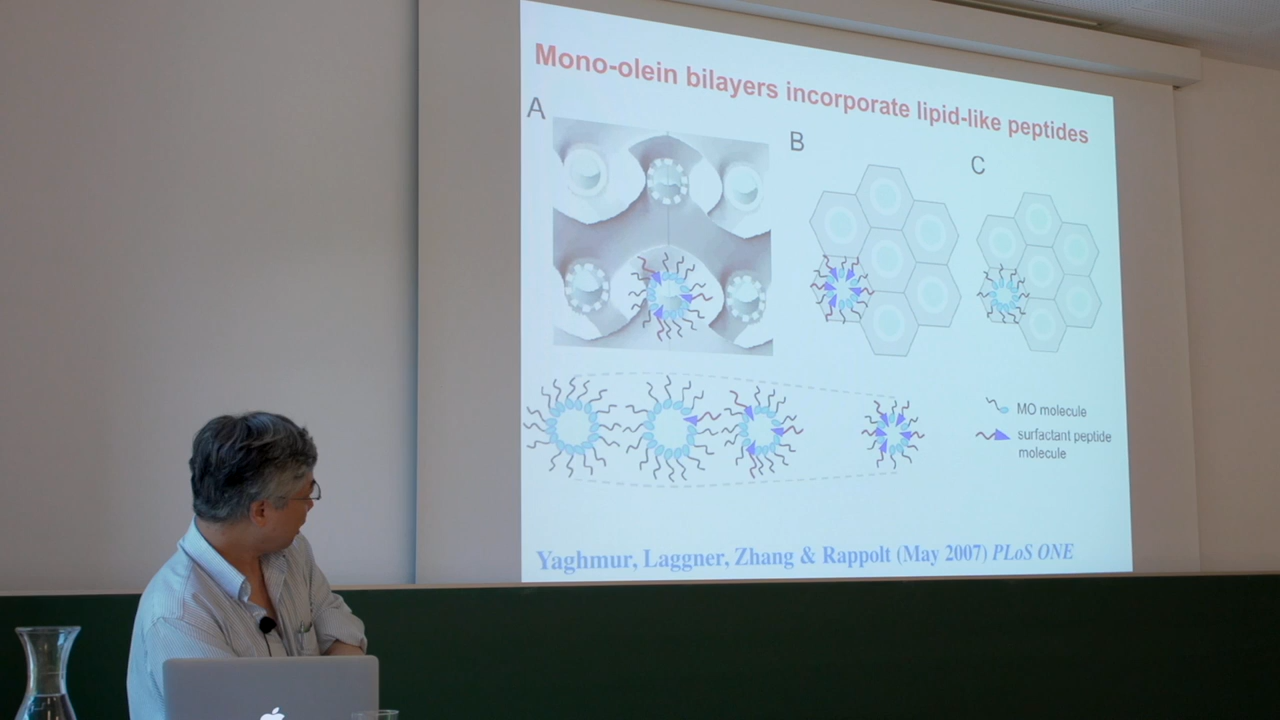 Mono-olein bilayers incorporate lipid-like peptides
A
B
C
MO molecule
surfactant peptide
molecule
Yaghmur, Laggner, Zhang & Rappolt (May 2007) PLoS ONE